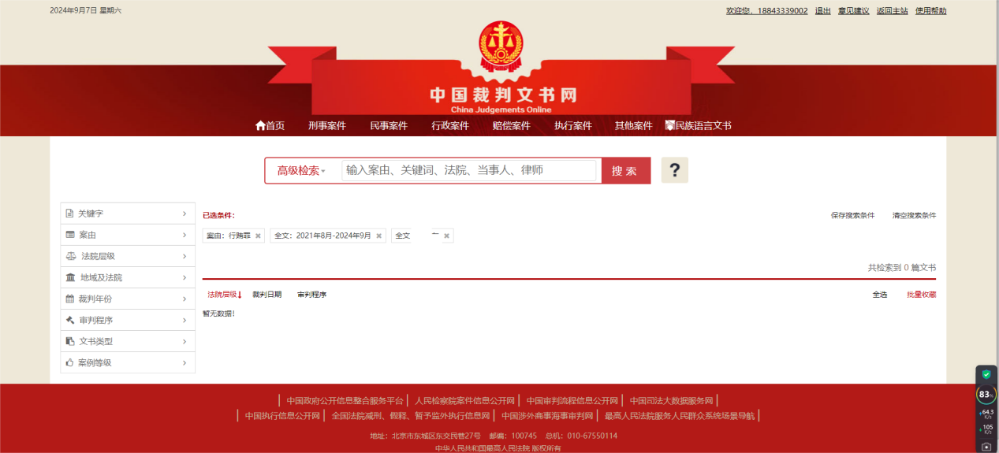 2024年9月7日 星期六
欢迎您，18843339002 退出 意见建议 返回主站 使用帮助
中国裁判文书网
China Judgements Online
首页 刑事案件 民事案件 行政案件 赔偿案件 执行案件 其他案件 民族语言文书
高级检索 输入案由、关键词、法院、当事人、律师 搜 索 ?
关键字
案由
法院层级
地域及法院
裁判年份
审判程序
文书类型
案例等级
已选条件： 保存搜索条件 清空搜索条件
案由：行贿罪 × 全文：2021年8月-2024年9月 × 全文 ×
共检索到 0 篇文书
法院层级 裁判日期 审判程序 全选 批量收藏
暂无数据!
中国政府公开信息整合服务平台 | 人民检察院案件信息公开网 | 中国审判流程信息公开网 | 中国司法大数据服务网
中国执行信息公开网 | 全国法院减刑、假释、暂予监外执行信息网 | 中国涉外商事海事审判网 | 最高人民法院服务人民群众系统场景导航
地址：北京市东城区东交民巷27号 邮编：100745 总机：010-67550114
中华人民共和国最高人民法院 版权所有
83%
64.3
K/s
105
K/s